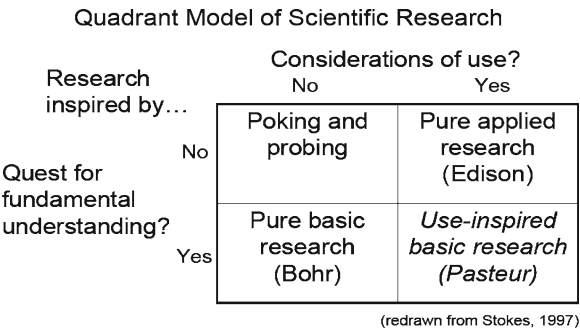 Quadrant Model of Scientific Research
Considerations of use?
No
Yes
Research
inspired by…
Quest for
fundamental
understanding?
No
Poking and
probing
Pure applied
research
(Edison)
Yes
Pure basic
research
(Bohr)
Use-inspired
basic research
(Pasteur)
(redrawn from Stokes, 1997)